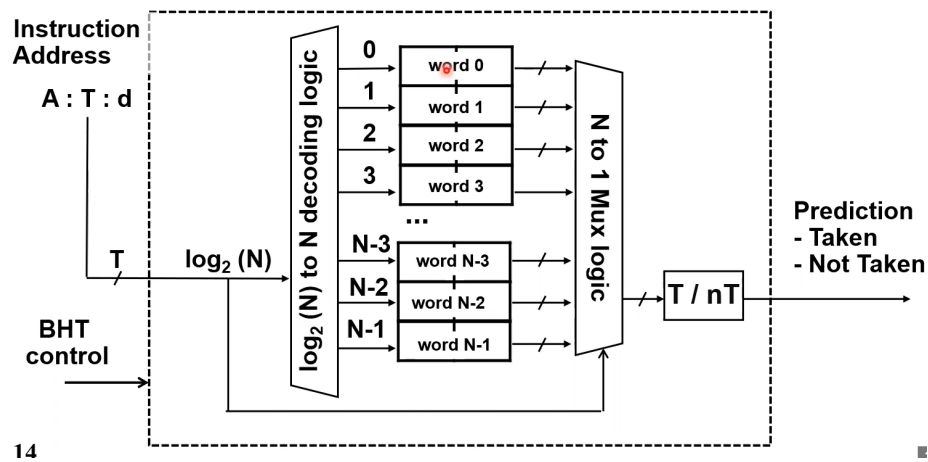 Instruction
Address
A : T : d
T
log₂ (N)
BHT
control
log₂ (N) to N decoding logic
0
1
2
3
N-3
N-2
N-1
word 0
word 1
word 2
word 3
...
word N-3
word N-2
word N-1
N to 1 Mux logic
T / nT
Prediction
- Taken
- Not Taken
14